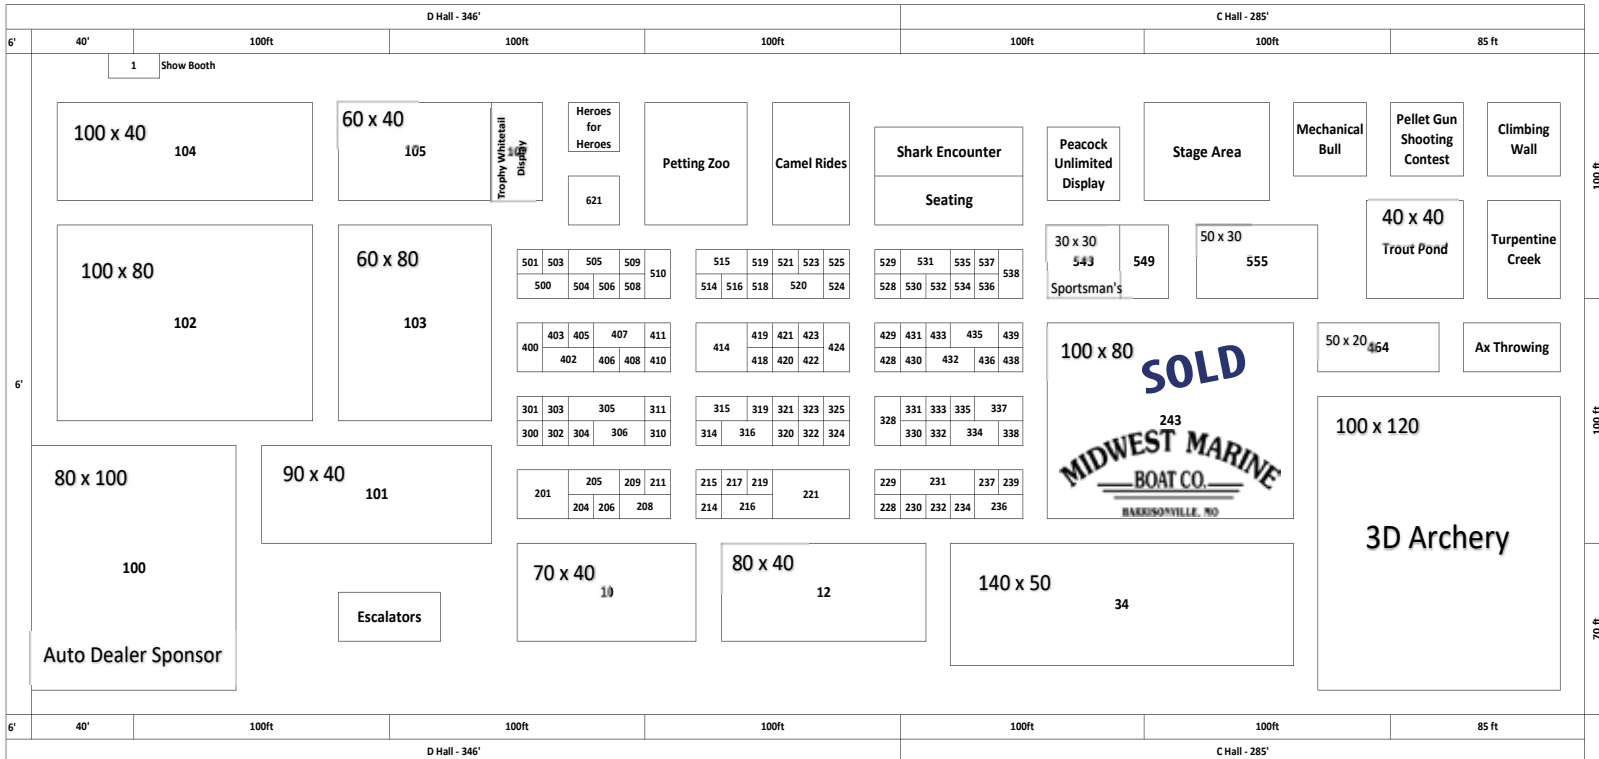 D Hall - 346' C Hall - 285'
6' 40' 100ft 100ft 100ft 100ft 100ft 85 ft
1 Show Booth
100 x 40
104
60 x 40
105
Trophy Whitetail
Display
Heroes
for
Heroes
621
Petting Zoo
Camel Rides
Shark Encounter
Seating
Peacock
Unlimited
Display
Stage Area
Mechanical
Bull
Pellet Gun
Shooting
Contest
Climbing
Wall
100 ft
100 x 80
102
60 x 80
103
30 x 30
543
Sportsman's
549
50 x 30
555
40 x 40
Trout Pond
Turpentine
Creek
501 503 505 509 510 515 519 521 523 525 529 531 535 537 538
500 504 506 508 514 516 518 520 524 528 530 532 534 536
400 403 405 407 411 414 419 421 423 424 429 431 433 435 439
402 406 408 410 418 420 422 428 430 432 436 438
100 x 80
SOLD
243
MIDWEST MARINE
BOAT CO.
HARRISONVILLE, MO
50 x 20
464
Ax Throwing
6'
301 303 305 311 315 319 321 323 325 328 331 333 335 337
300 302 304 306 310 314 316 320 322 324 330 332 334 338
100 ft
100 x 120
3D Archery
80 x 100
100
Auto Dealer Sponsor
90 x 40
101
201 205 209 211 215 217 219 221 229 231 237 239
204 206 208 214 216 228 230 232 234 236
Escalators
70 x 40
10
80 x 40
12
140 x 50
34
70 ft
6' 40' 100ft 100ft 100ft 100ft 100ft 85 ft
D Hall - 346' C Hall - 285'